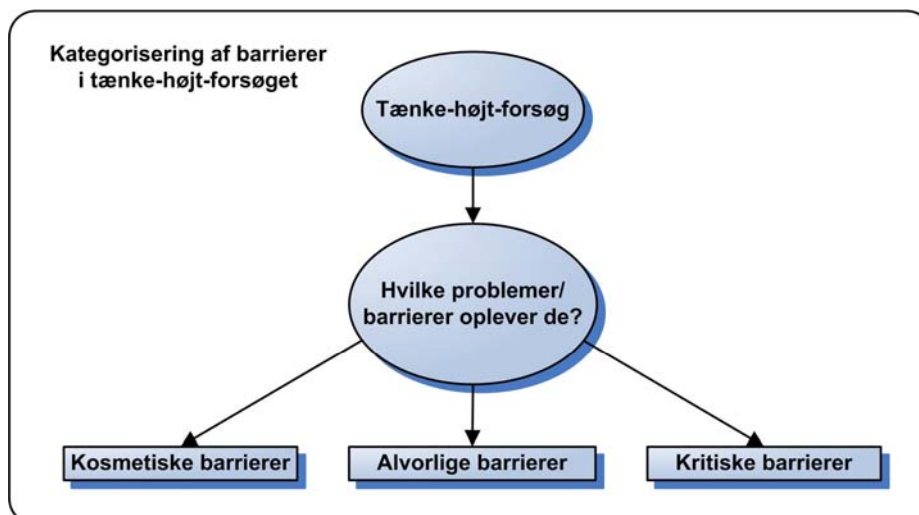 Kategorisering af barrierer
i tænke-højt-forsøget
Tænke-højt-forsøg
Hvilke problemer/
barrierer oplever de?
Kosmetiske barrierer
Alvorlige barrierer
Kritiske barrierer